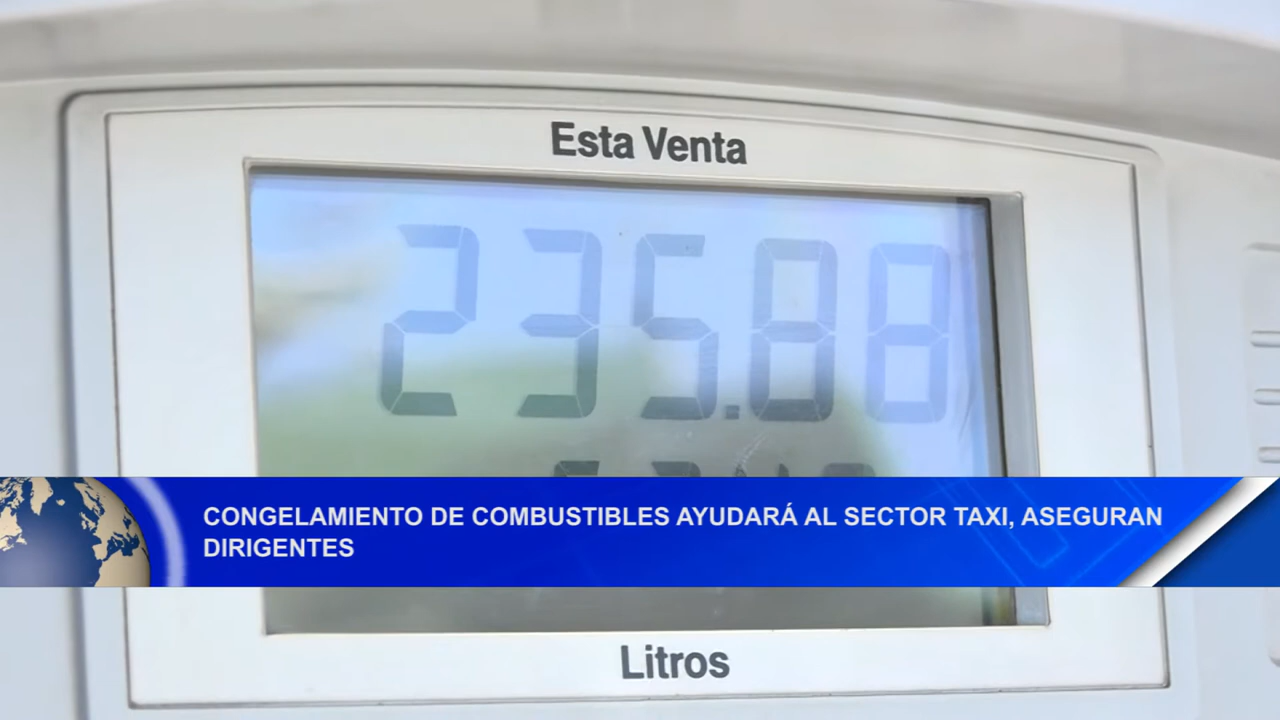 Esta Venta
235.88
CONGELAMIENTO DE COMBUSTIBLES AYUDARÁ AL SECTOR TAXI, ASEGURAN
DIRIGENTES
Litros